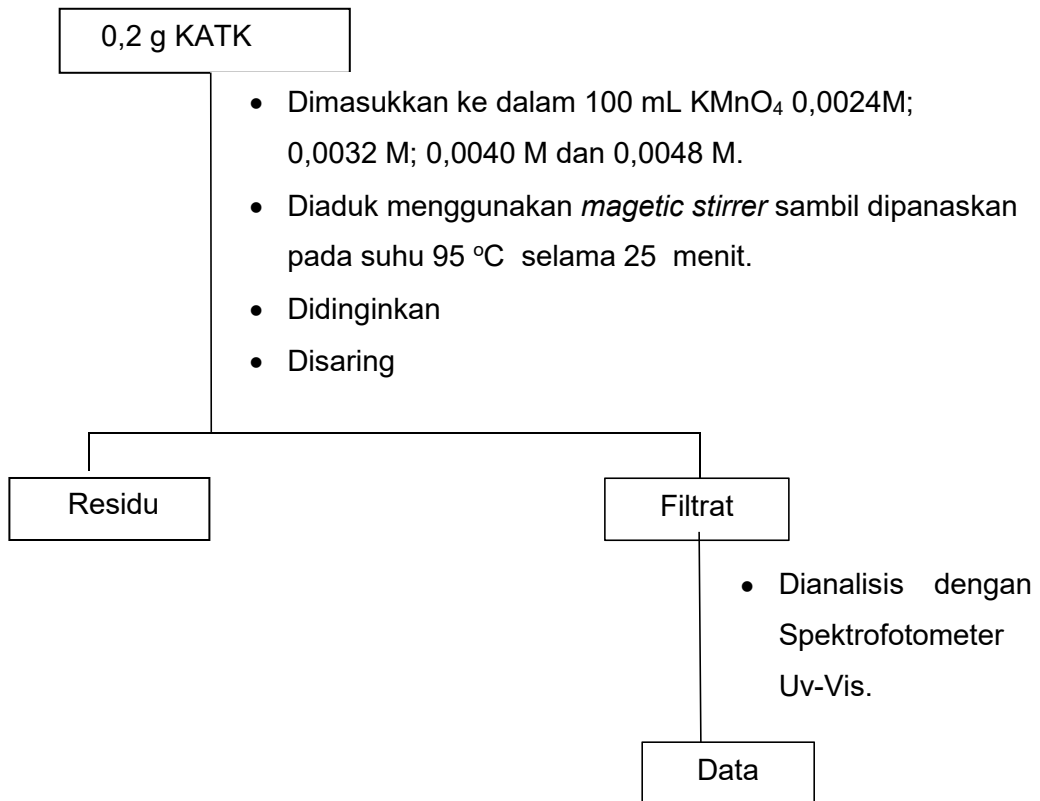 0,2 g KATK
• Dimasukkan ke dalam 100 mL KMnO₄ 0,0024M;
0,0032 M; 0,0040 M dan 0,0048 M.
• Diaduk menggunakan magetic stirrer sambil dipanaskan
pada suhu 95 ºC selama 25 menit.
• Didinginkan
• Disaring
Residu
Filtrat
• Dianalisis dengan
Spektrofotometer
Uv-Vis.
Data